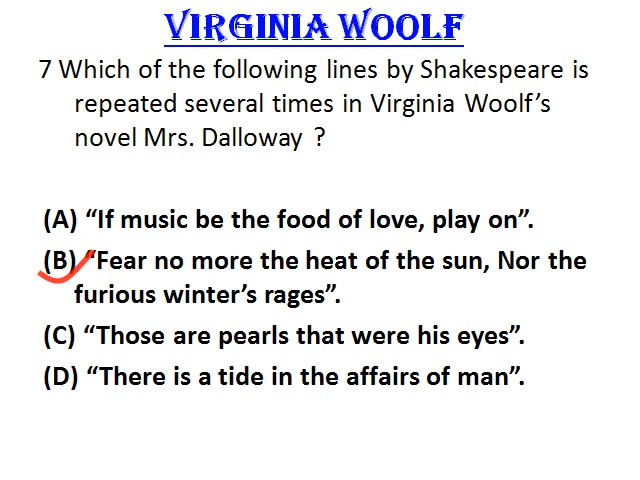 VIRGINIA WOOLF
7 Which of the following lines by Shakespeare is
repeated several times in Virginia Woolf’s
novel Mrs. Dalloway ?
(A) “If music be the food of love, play on”.
(B) “Fear no more the heat of the sun, Nor the
furious winter’s rages”.
(C) “Those are pearls that were his eyes”.
(D) “There is a tide in the affairs of man”.